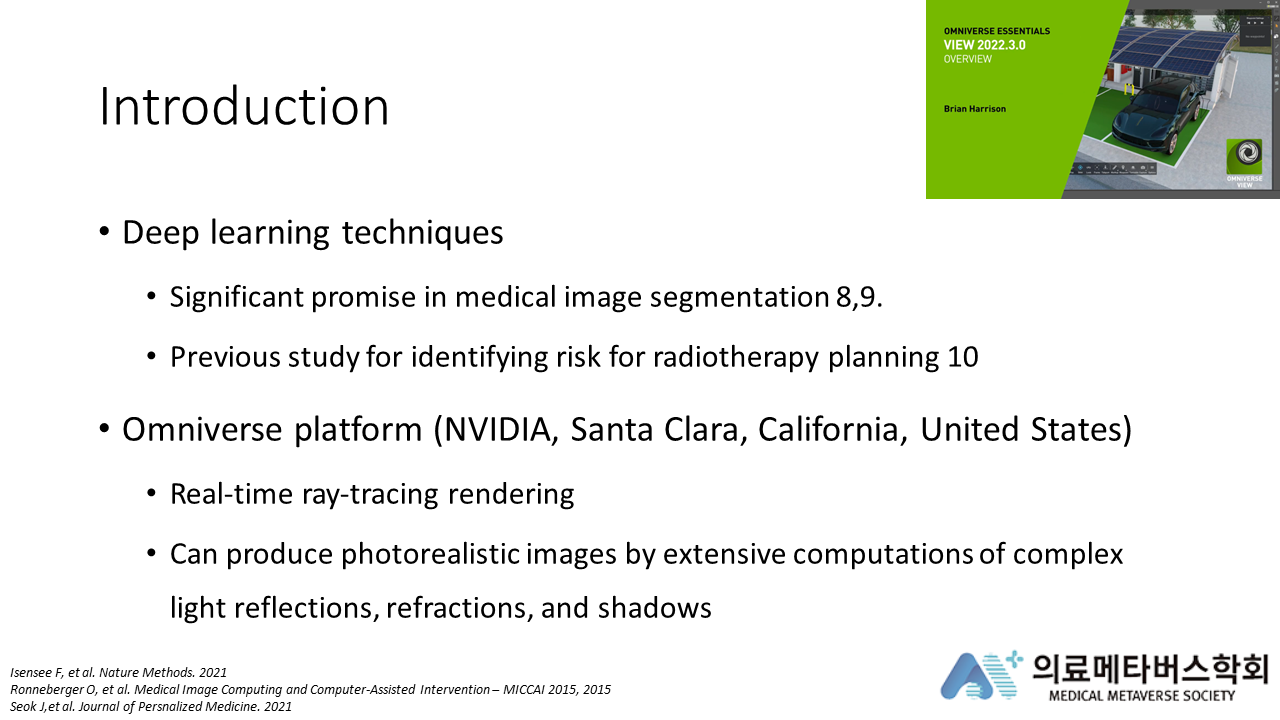 OMNIVERSE ESSENTIALS
VIEW 2022.3.0
OVERVIEW
Brian Harrison
OMNIVERSE
VIEW
Introduction
• Deep learning techniques
• Significant promise in medical image segmentation 8,9.
• Previous study for identifying risk for radiotherapy planning 10
• Omniverse platform (NVIDIA, Santa Clara, California, United States)
• Real-time ray-tracing rendering
• Can produce photorealistic images by extensive computations of complex
light reflections, refractions, and shadows
Isensee F, et al. Nature Methods. 2021
Ronneberger O, et al. Medical Image Computing and Computer-Assisted Intervention – MICCAI 2015, 2015
Seok J,et al. Journal of Persnalized Medicine. 2021
의료메타버스학회
MEDICAL METAVERSE SOCIETY